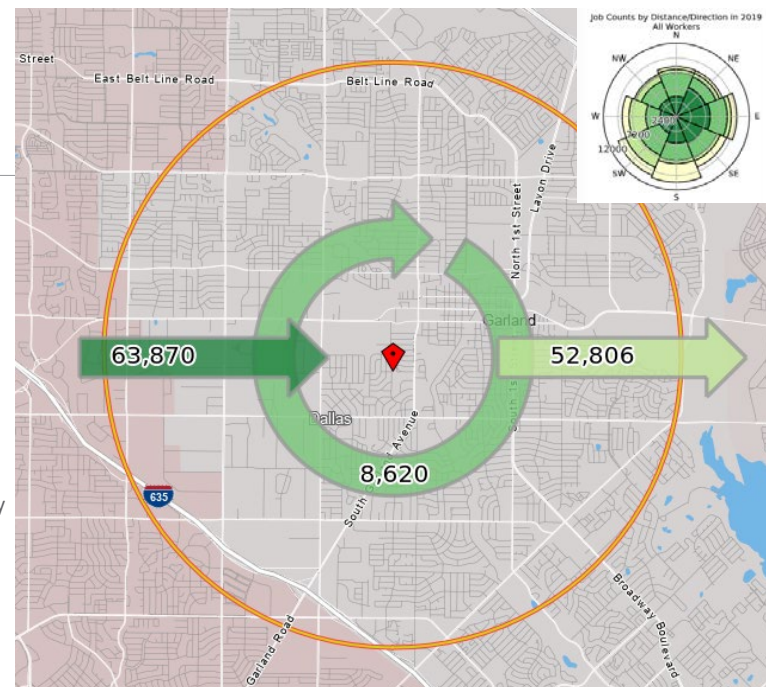 Job Counts by Distance/Direction in 2019
All Workers
N
NW
NE
W
E
7200
12000
SW
SE
S
Street
East Belt Line Road
Belt Line Road
Lavon Drive
North 1st Street
Garland
63,870
52,806
Dallas
South 1st S
8,620
635
Garland Road
Broadway Boulevard
y